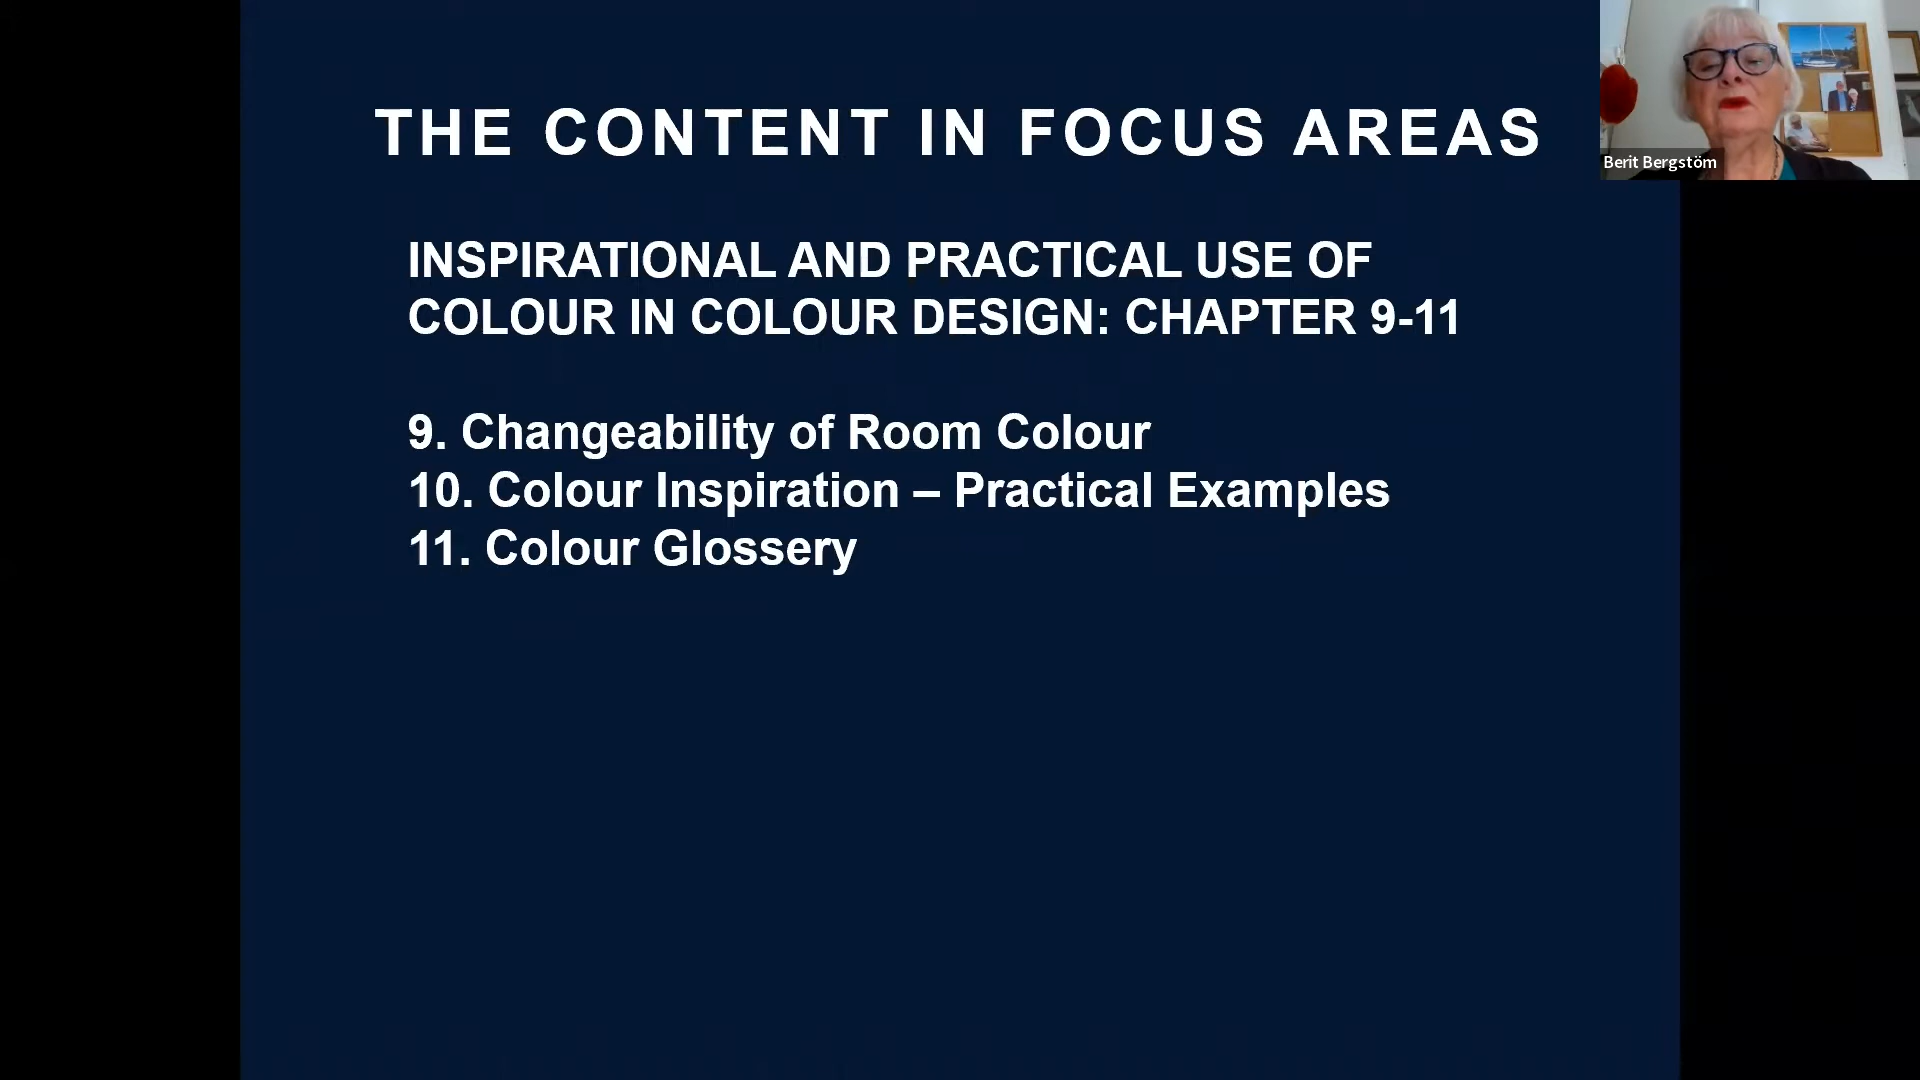 THE CONTENT IN FOCUS AREAS
Berit Bergstöm
INSPIRATIONAL AND PRACTICAL USE OF
COLOUR IN COLOUR DESIGN: CHAPTER 9-11
9. Changeability of Room Colour
10. Colour Inspiration – Practical Examples
11. Colour Glossery